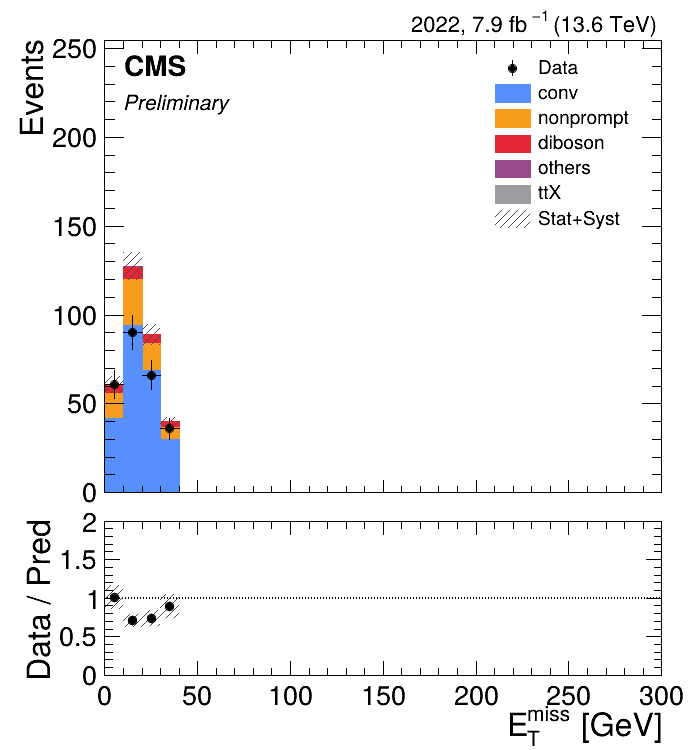 2022, 7.9 fb⁻¹ (13.6 TeV)
Events
250
200
150
100
50
0
CMS
Preliminary
Data
conv
nonprompt
diboson
others
ttX
Stat+Syst
Data / Pred
2
1.5
1
0.5
0
0 50 100 150 200 250 300
E_T^miss [GeV]